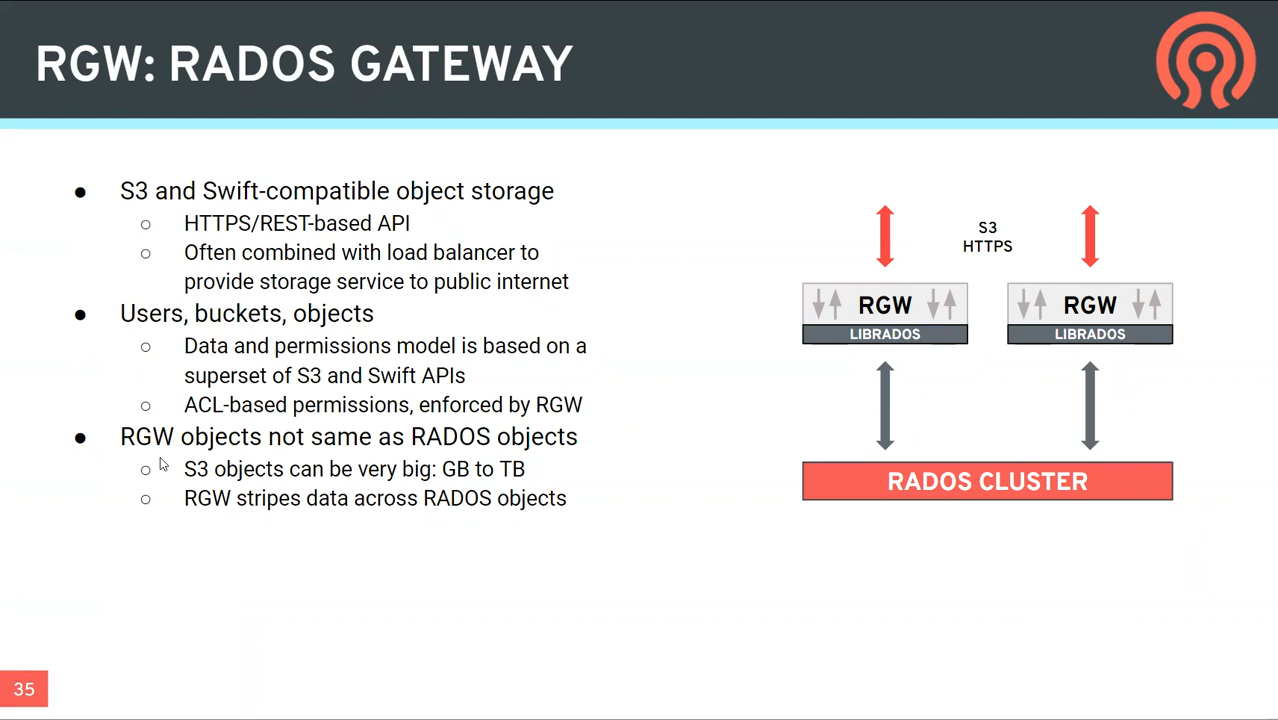 RGW: RADOS GATEWAY
● S3 and Swift-compatible object storage
○ HTTPS/REST-based API
○ Often combined with load balancer to
provide storage service to public internet
● Users, buckets, objects
○ Data and permissions model is based on a
superset of S3 and Swift APIs
○ ACL-based permissions, enforced by RGW
● RGW objects not same as RADOS objects
○ S3 objects can be very big: GB to TB
○ RGW stripes data across RADOS objects
S3
HTTPS
RGW
LIBRADOS
RGW
LIBRADOS
RADOS CLUSTER
35